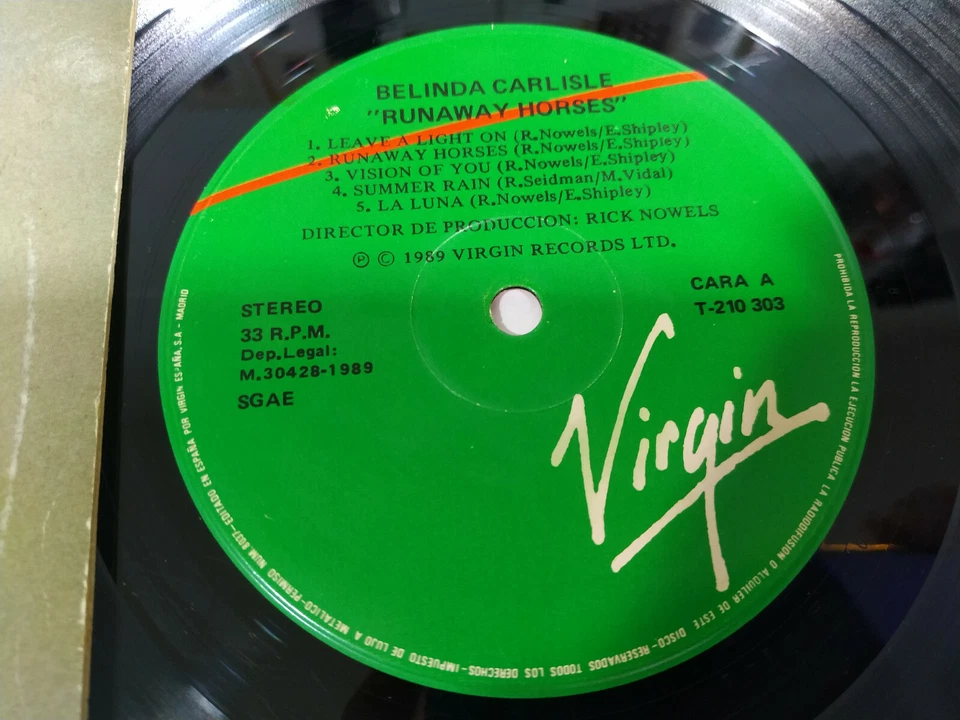 BELINDA CARLISLE
"RUNAWAY HORSES"
1. LEAVE A LIGHT ON (R.Nowels/E.Shipley)
2. RUNAWAY HORSES (R.Nowels/E.Shipley)
3. VISION OF YOU (R.Nowels/E.Shipley)
4. SUMMER RAIN (R.Seidman/M.Vidal)
5. LA LUNA (R.Nowels/E.Shipley)
DIRECTOR DE PRODUCCION: RICK NOWELS
Ⓟ © 1989 VIRGIN RECORDS LTD.
STEREO
33 R.P.M.
Dep.Legal:
M.30428-1989
SGAE
CARA A
T-210 303
Virgin
PROHIBIDA LA REPRODUCCION LA EJECUCION PUBLICA LA RADIODIFUSION O ALQUILER DE ESTE DISCO-RESERVADOS TODOS LOS DERECHOS-IMPUESTO DE LUJO A METALICO-PERMISO NUM 8037-EDITADO EN ESPAÑA POR VIRGIN ESPAÑA, S.A - MADRID